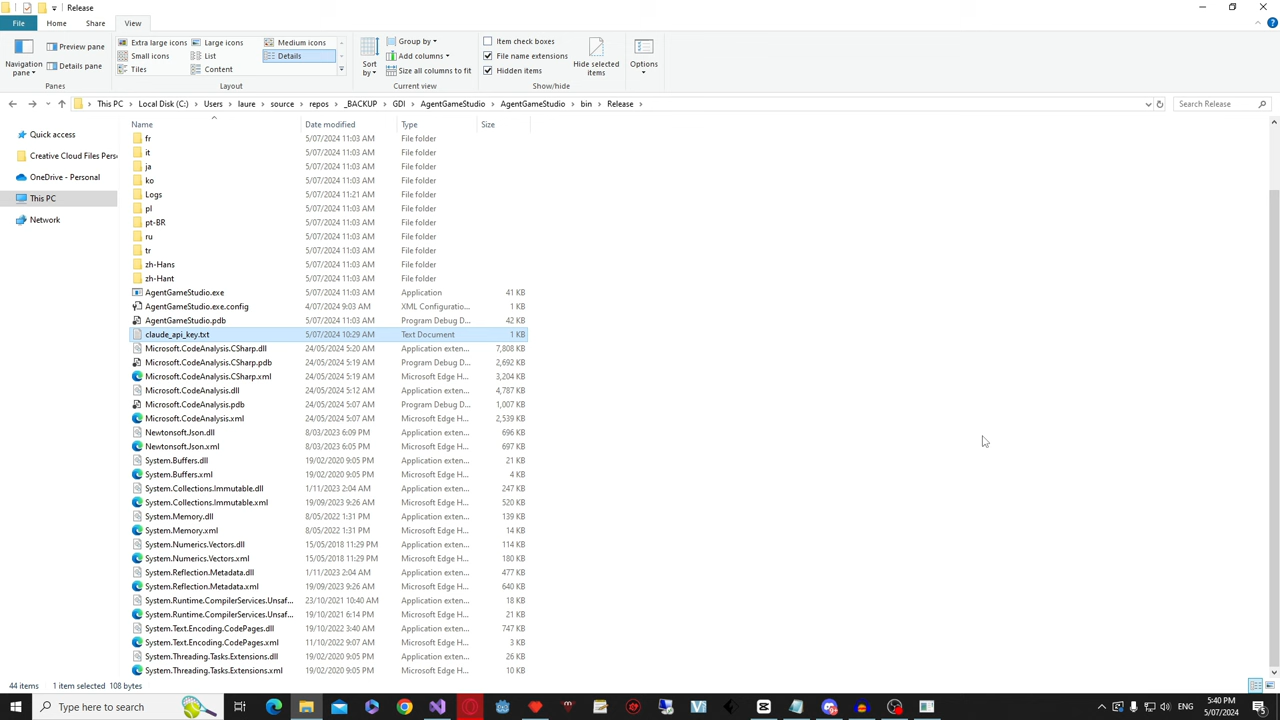 Release
File Home Share View
Navigation pane
Preview pane
Details pane
Panes
Extra large icons Large icons Medium icons
Small icons List Details
Tiles Content
Layout
Sort by
Group by
Add columns
Size all columns to fit
Current view
Item check boxes
File name extensions
Hidden items
Hide selected items
Show/hide
Options
This PC Local Disk (C:) Users laure source repos _BACKUP GDI AgentGameStudio AgentGameStudio bin Release
Search Release
Quick access
Creative Cloud Files Perso
OneDrive - Personal
This PC
Network
Name Date modified Type Size
fr 5/07/2024 11:03 AM File folder
it 5/07/2024 11:03 AM File folder
ja 5/07/2024 11:03 AM File folder
ko 5/07/2024 11:03 AM File folder
Logs 5/07/2024 11:21 AM File folder
pl 5/07/2024 11:03 AM File folder
pt-BR 5/07/2024 11:03 AM File folder
ru 5/07/2024 11:03 AM File folder
tr 5/07/2024 11:03 AM File folder
zh-Hans 5/07/2024 11:03 AM File folder
zh-Hant 5/07/2024 11:03 AM File folder
AgentGameStudio.exe 5/07/2024 11:03 AM Application 41 KB
AgentGameStudio.exe.config 4/07/2024 9:03 AM XML Configuratio... 1 KB
AgentGameStudio.pdb 5/07/2024 11:03 AM Program Debug D... 42 KB
claude_api_key.txt 5/07/2024 10:29 AM Text Document 1 KB
Microsoft.CodeAnalysis.CSharp.dll 24/05/2024 5:20 AM Application exten... 7,808 KB
Microsoft.CodeAnalysis.CSharp.pdb 24/05/2024 5:19 AM Program Debug D... 2,692 KB
Microsoft.CodeAnalysis.CSharp.xml 24/05/2024 5:19 AM Microsoft Edge H... 3,204 KB
Microsoft.CodeAnalysis.dll 24/05/2024 5:12 AM Application exten... 4,787 KB
Microsoft.CodeAnalysis.pdb 24/05/2024 5:07 AM Program Debug D... 1,007 KB
Microsoft.CodeAnalysis.xml 24/05/2024 5:07 AM Microsoft Edge H... 2,539 KB
Newtonsoft.Json.dll 8/03/2023 6:09 PM Application exten... 696 KB
Newtonsoft.Json.xml 8/03/2023 6:05 PM Microsoft Edge H... 697 KB
System.Buffers.dll 19/02/2020 9:05 PM Application exten... 21 KB
System.Buffers.xml 19/02/2020 9:05 PM Microsoft Edge H... 4 KB
System.Collections.Immutable.dll 1/11/2023 2:04 AM Application exten... 247 KB
System.Collections.Immutable.xml 19/09/2023 9:26 AM Microsoft Edge H... 520 KB
System.Memory.dll 8/05/2022 1:31 PM Application exten... 139 KB
System.Memory.xml 8/05/2022 1:31 PM Microsoft Edge H... 14 KB
System.Numerics.Vectors.dll 15/05/2018 11:29 PM Application exten... 114 KB
System.Numerics.Vectors.xml 15/05/2018 11:29 PM Microsoft Edge H... 180 KB
System.Reflection.Metadata.dll 1/11/2023 2:04 AM Application exten... 477 KB
System.Reflection.Metadata.xml 19/09/2023 9:26 AM Microsoft Edge H... 640 KB
System.Runtime.CompilerServices.Unsaf... 23/10/2021 10:40 AM Application exten... 18 KB
System.Runtime.CompilerServices.Unsaf... 19/10/2021 6:14 PM Microsoft Edge H... 21 KB
System.Text.Encoding.CodePages.dll 19/10/2022 3:40 AM Application exten... 747 KB
System.Text.Encoding.CodePages.xml 11/10/2022 9:07 AM Microsoft Edge H... 3 KB
System.Threading.Tasks.Extensions.dll 19/02/2020 9:05 PM Application exten... 26 KB
System.Threading.Tasks.Extensions.xml 19/02/2020 9:05 PM Microsoft Edge H... 10 KB
44 items 1 item selected 108 bytes
Type here to search
ENG
5:40 PM
5/07/2024